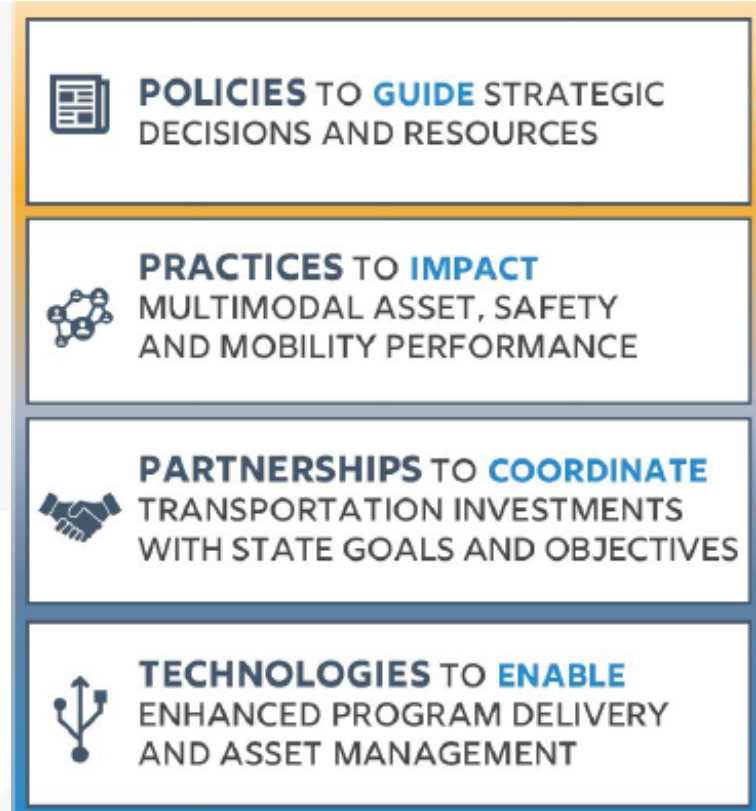 POLICIES TO GUIDE STRATEGIC
DECISIONS AND RESOURCES
PRACTICES TO IMPACT
MULTIMODAL ASSET, SAFETY
AND MOBILITY PERFORMANCE
PARTNERSHIPS TO COORDINATE
TRANSPORTATION INVESTMENTS
WITH STATE GOALS AND OBJECTIVES
TECHNOLOGIES TO ENABLE
ENHANCED PROGRAM DELIVERY
AND ASSET MANAGEMENT